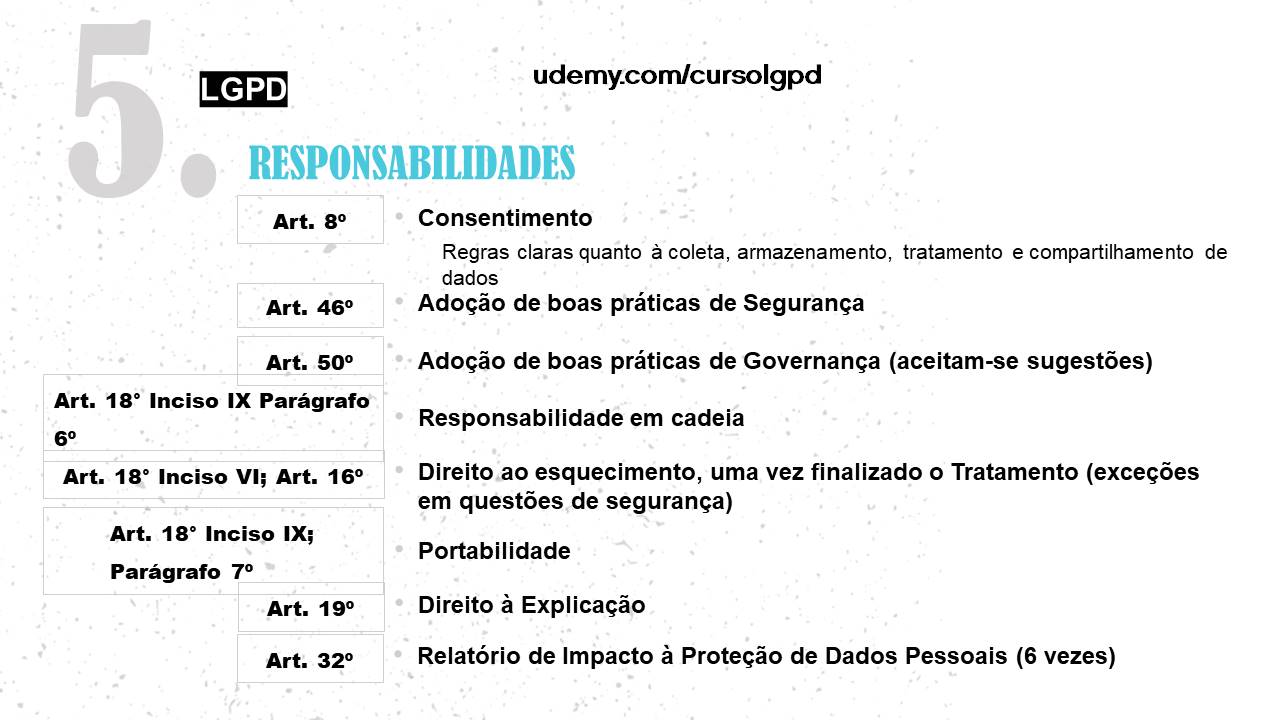 5.
LGPD
udemy.com/cursolgpd
RESPONSABILIDADES
Art. 8º
• Consentimento
Regras claras quanto à coleta, armazenamento, tratamento e compartilhamento de
dados
Art. 46º
• Adoção de boas práticas de Segurança
Art. 50º
• Adoção de boas práticas de Governança (aceitam-se sugestões)
Art. 18° Inciso IX Parágrafo
6º
• Responsabilidade em cadeia
Art. 18° Inciso VI; Art. 16º
• Direito ao esquecimento, uma vez finalizado o Tratamento (exceções
em questões de segurança)
Art. 18° Inciso IX;
Parágrafo 7º
• Portabilidade
Art. 19º
• Direito à Explicação
Art. 32º
• Relatório de Impacto à Proteção de Dados Pessoais (6 vezes)